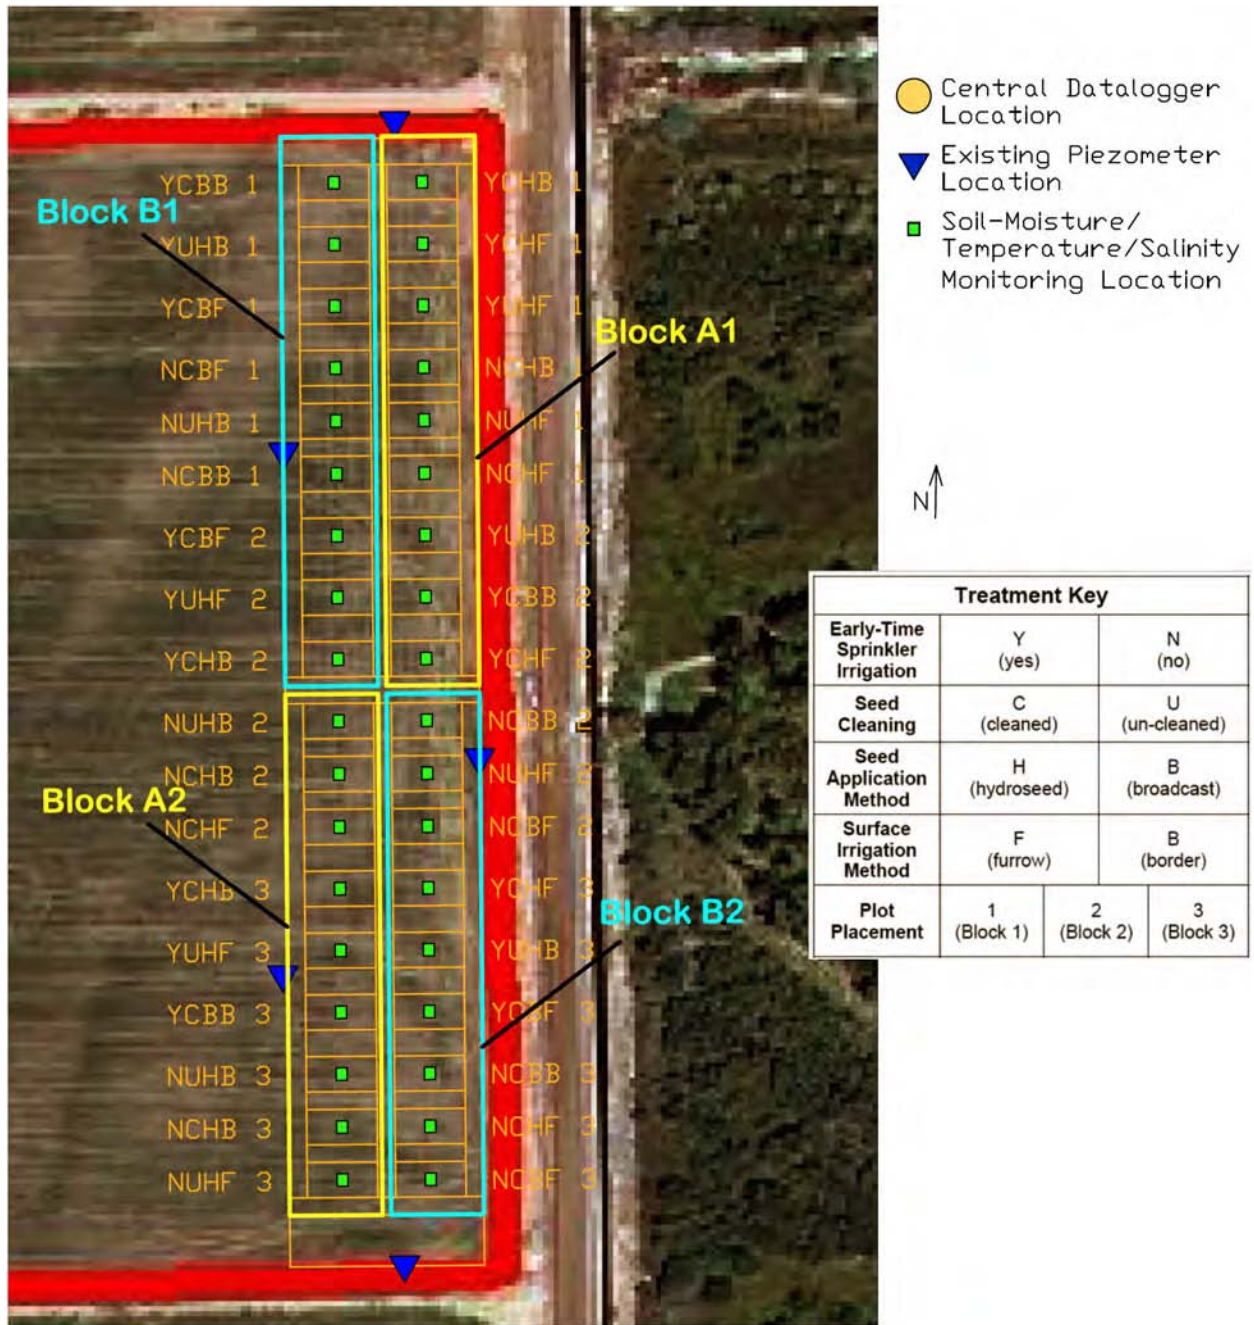 Central Datalogger
Location
Existing Piezometer
Location
Soil-Moisture/
Temperature/Salinity
Monitoring Location
N
YCBB 1
YCHB 1
Block B1
YUHB 1
YCHF 1
YCBF 1
YUHF 1
Block A1
NCBF 1
NCHB 1
NUHB 1
NUHF 1
NCBB 1
NCHF 1
YCBF 2
YUHB 2
YUHF 2
YCBB 2
YCHB 2
YCHF 2
NUHB 2
NCBB 2
NCHB 2
NUHF 2
Block A2
NCHF 2
NCBF 2
YCHB 3
YCHF 3
Block B2
YUHF 3
YUHB 3
YCBB 3
YCBF 3
NUHB 3
NCBB 3
NCHB 3
NCHF 3
NUHF 3
NCBF 3
Treatment Key
Early-Time
Sprinkler
Irrigation
Y
(yes)
N
(no)
Seed
Cleaning
C
(cleaned)
U
(un-cleaned)
Seed
Application
Method
H
(hydroseed)
B
(broadcast)
Surface
Irrigation
Method
F
(furrow)
B
(border)
Plot
Placement
1
(Block 1)
2
(Block 2)
3
(Block 3)